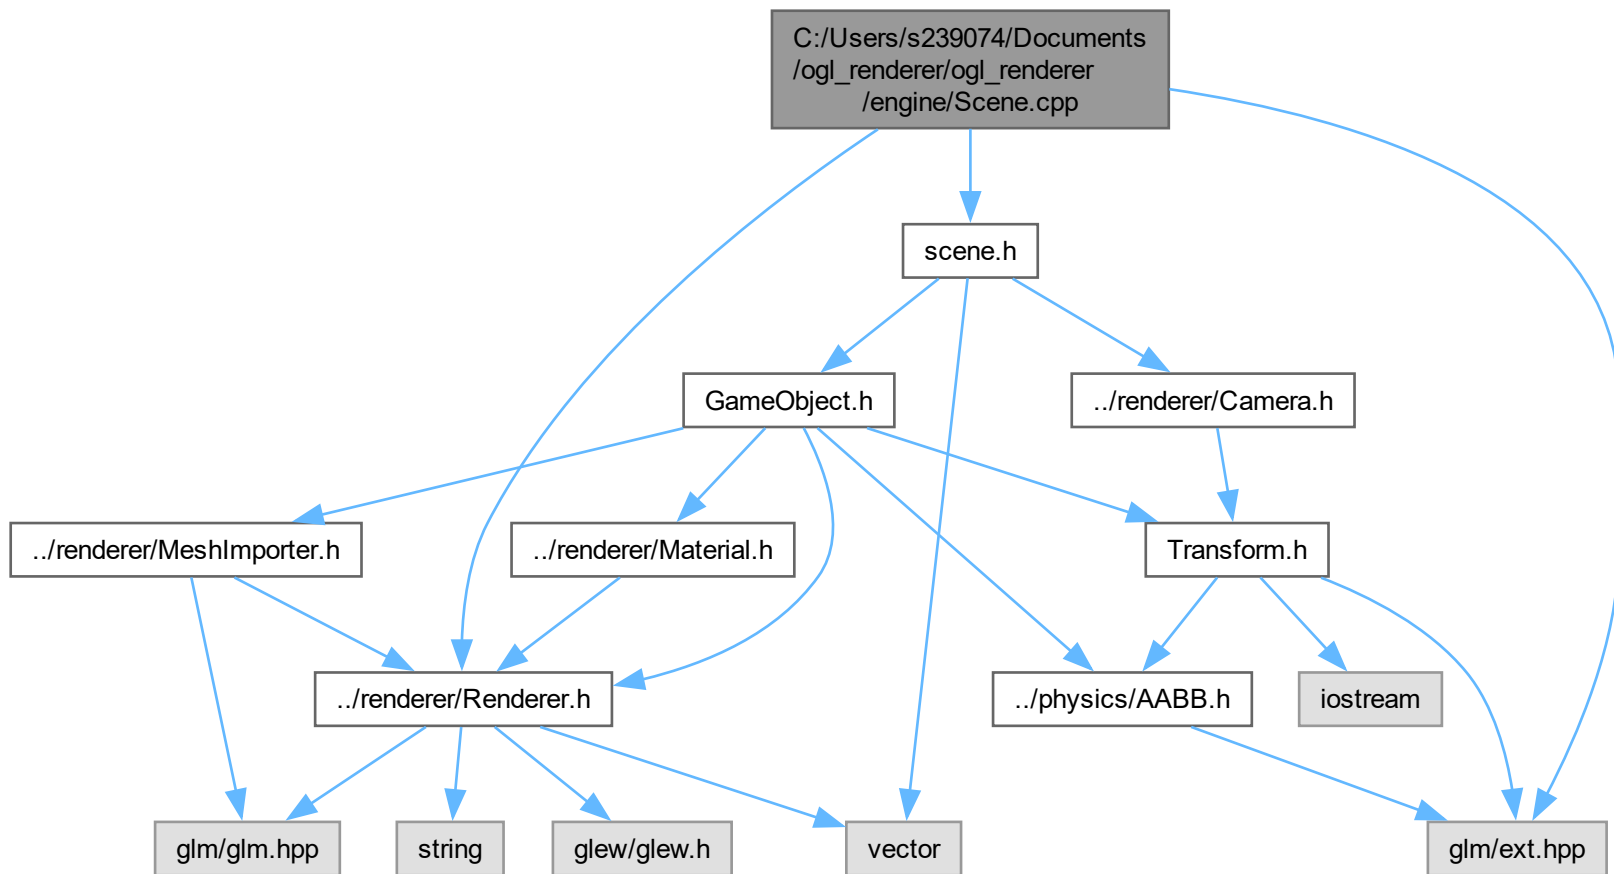 C:/Users/s239074/Documents
/ogl_renderer/ogl_renderer
/engine/Scene.cpp
scene.h
GameObject.h
../renderer/Camera.h
../renderer/MeshImporter.h
../renderer/Material.h
Transform.h
../renderer/Renderer.h
../physics/AABB.h
iostream
glm/glm.hpp
string
glew/glew.h
vector
glm/ext.hpp